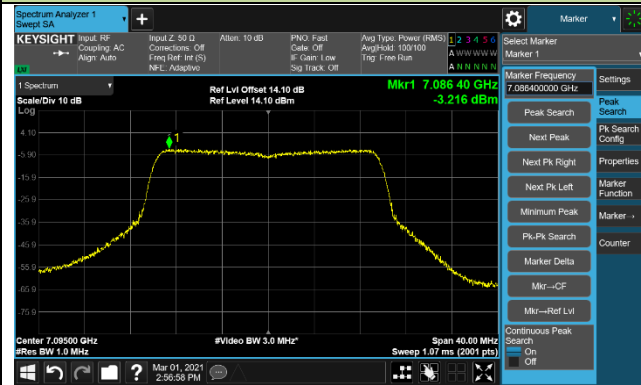 Spectrum Analyzer 1
Swept SA
+
Marker
KEYSIGHT
Input: RF
Coupling: AC
Align: Auto
Input Z: 50 Ω
Corrections: Off
Freq Ref: Int (S)
NFE: Adaptive
Atten: 10 dB
PNO: Fast
Gate: Off
IF Gain: Low
Sig Track: Off
Avg Type: Power (RMS)
Avg|Hold: 100/100
Trig: Free Run
1 2 3 4 5 6
A W W W W W
A N N N N N
LXI
Select Marker
Marker 1
1 Spectrum
Scale/Div 10 dB
Log
Ref Lvl Offset 14.10 dB
Ref Level 14.10 dBm
Mkr1 7.086 40 GHz
-3.216 dBm
4.10
-5.90
-15.9
-25.9
-35.9
-45.9
-55.9
-65.9
-75.9
1
Center 7.09500 GHz
#Res BW 1.0 MHz
#Video BW 3.0 MHz*
Span 40.00 MHz
Sweep 1.07 ms (2001 pts)
Marker Frequency
7.086400000 GHz
Peak Search
Next Peak
Next Pk Right
Next Pk Left
Minimum Peak
Pk-Pk Search
Marker Delta
Mkr→CF
Mkr→Ref Lvl
Continuous Peak
Search
On
Off
Settings
Peak
Search
Pk Search
Config
Properties
Marker
Function
Marker→
Counter
?
Mar 01, 2021
2:56:58 PM